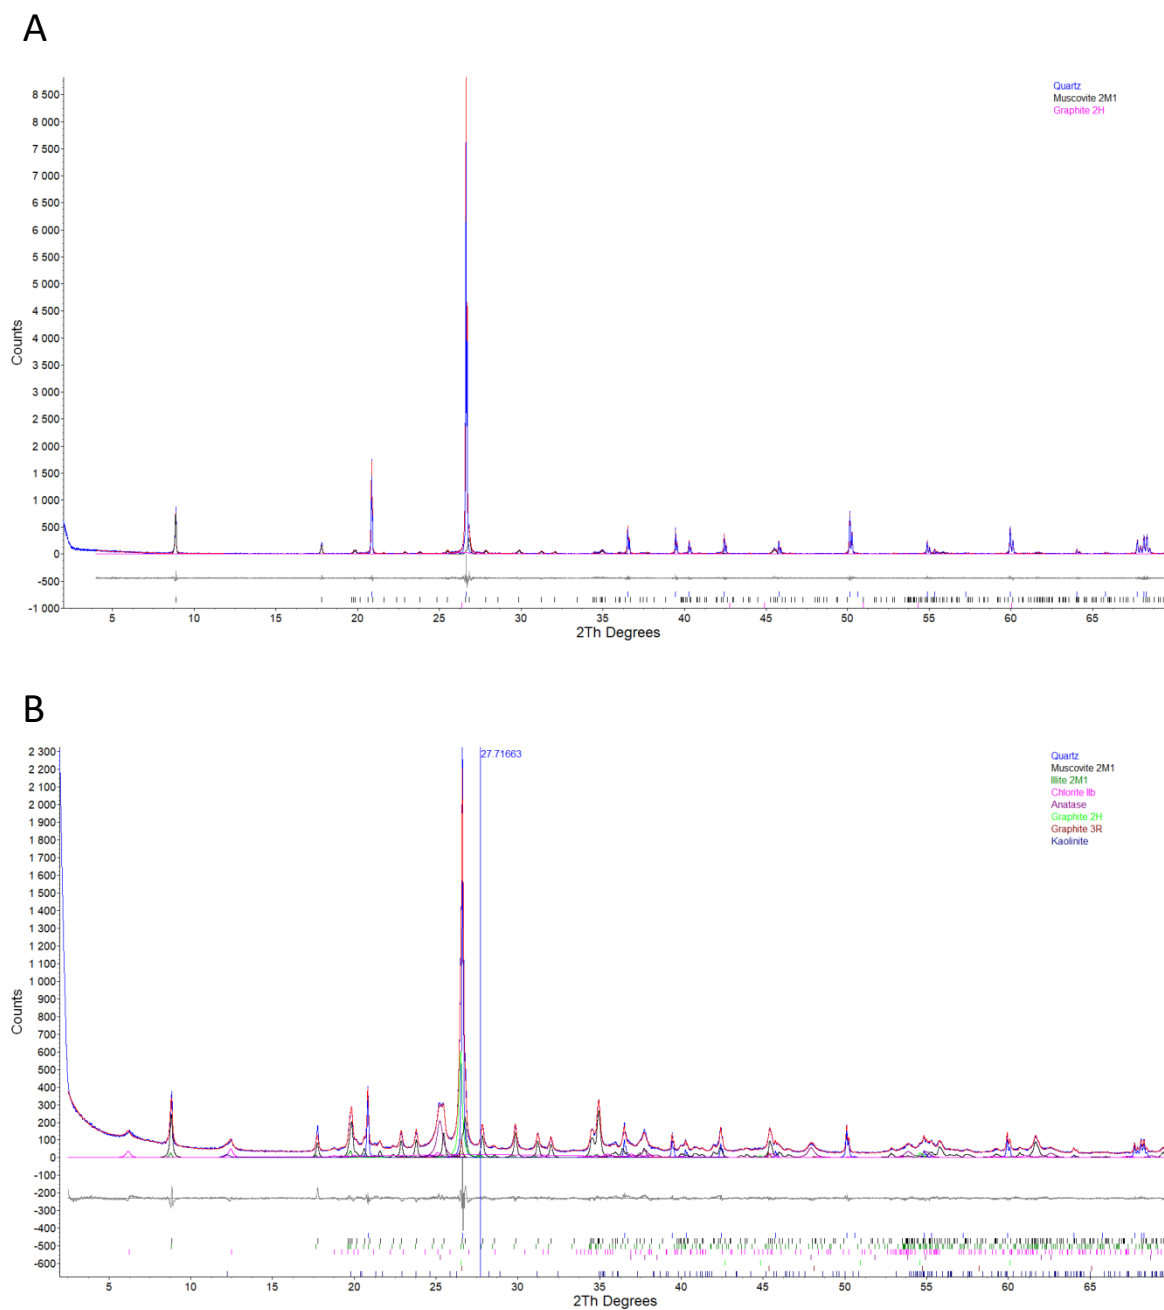 A
8 500
8 000
7 500
7 000
6 500
6 000
5 500
5 000
4 500
4 000
3 500
3 000
2 500
2 000
1 500
1 000
500
0
-500
-1 000
Counts
Quartz
Muscovite 2M1
Graphite 2H
5 10 15 20 25 30 35 40 45 50 55 60 65
2Th Degrees
B
2 300
2 200
2 100
2 000
1 900
1 800
1 700
1 600
1 500
1 400
1 300
1 200
1 100
1 000
900
800
700
600
500
400
300
200
100
0
-100
-200
-300
-400
-500
-600
Counts
27.71663
Quartz
Muscovite 2M1
Illite 2M1
Chlorite IIb
Anatase
Graphite 2H
Graphite 3R
Kaolinite
5 10 15 20 25 30 35 40 45 50 55 60 65
2Th Degrees